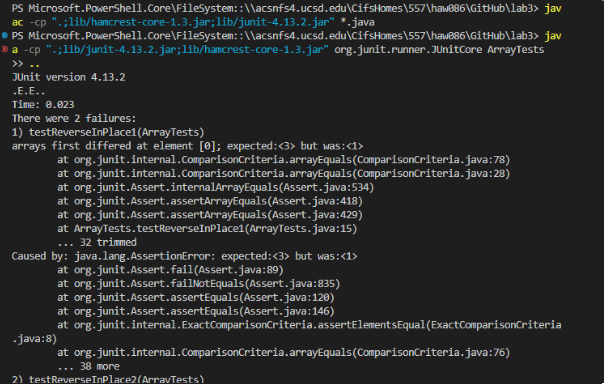 PS Microsoft.PowerShell.Core\FileSystem::\\acsnfs4.ucsd.edu\CifsHomes\557\haw086\GitHub\lab3> jav
ac -cp ".;lib/hamcrest-core-1.3.jar;lib/junit-4.13.2.jar" *.java
PS Microsoft.PowerShell.Core\FileSystem::\\acsnfs4.ucsd.edu\CifsHomes\557\haw086\GitHub\lab3> jav
a -cp ".;lib/junit-4.13.2.jar;lib/hamcrest-core-1.3.jar" org.junit.runner.JUnitCore ArrayTests
>> ..
JUnit version 4.13.2
.E.E..
Time: 0.023
There were 2 failures:
1) testReverseInPlace1(ArrayTests)
arrays first differed at element [0]; expected:<3> but was:<1>
at org.junit.internal.ComparisonCriteria.arrayEquals(ComparisonCriteria.java:78)
at org.junit.internal.ComparisonCriteria.arrayEquals(ComparisonCriteria.java:28)
at org.junit.Assert.internalArrayEquals(Assert.java:534)
at org.junit.Assert.assertArrayEquals(Assert.java:418)
at org.junit.Assert.assertArrayEquals(Assert.java:429)
at ArrayTests.testReverseInPlace1(ArrayTests.java:15)
... 32 trimmed
Caused by: java.lang.AssertionError: expected:<3> but was:<1>
at org.junit.Assert.fail(Assert.java:89)
at org.junit.Assert.failNotEquals(Assert.java:835)
at org.junit.Assert.assertEquals(Assert.java:120)
at org.junit.Assert.assertEquals(Assert.java:146)
at org.junit.internal.ExactComparisonCriteria.assertElementsEqual(ExactComparisonCriteria
.java:8)
at org.junit.internal.ComparisonCriteria.arrayEquals(ComparisonCriteria.java:76)
... 38 more
2) testReverseInPlace2(ArrayTests)